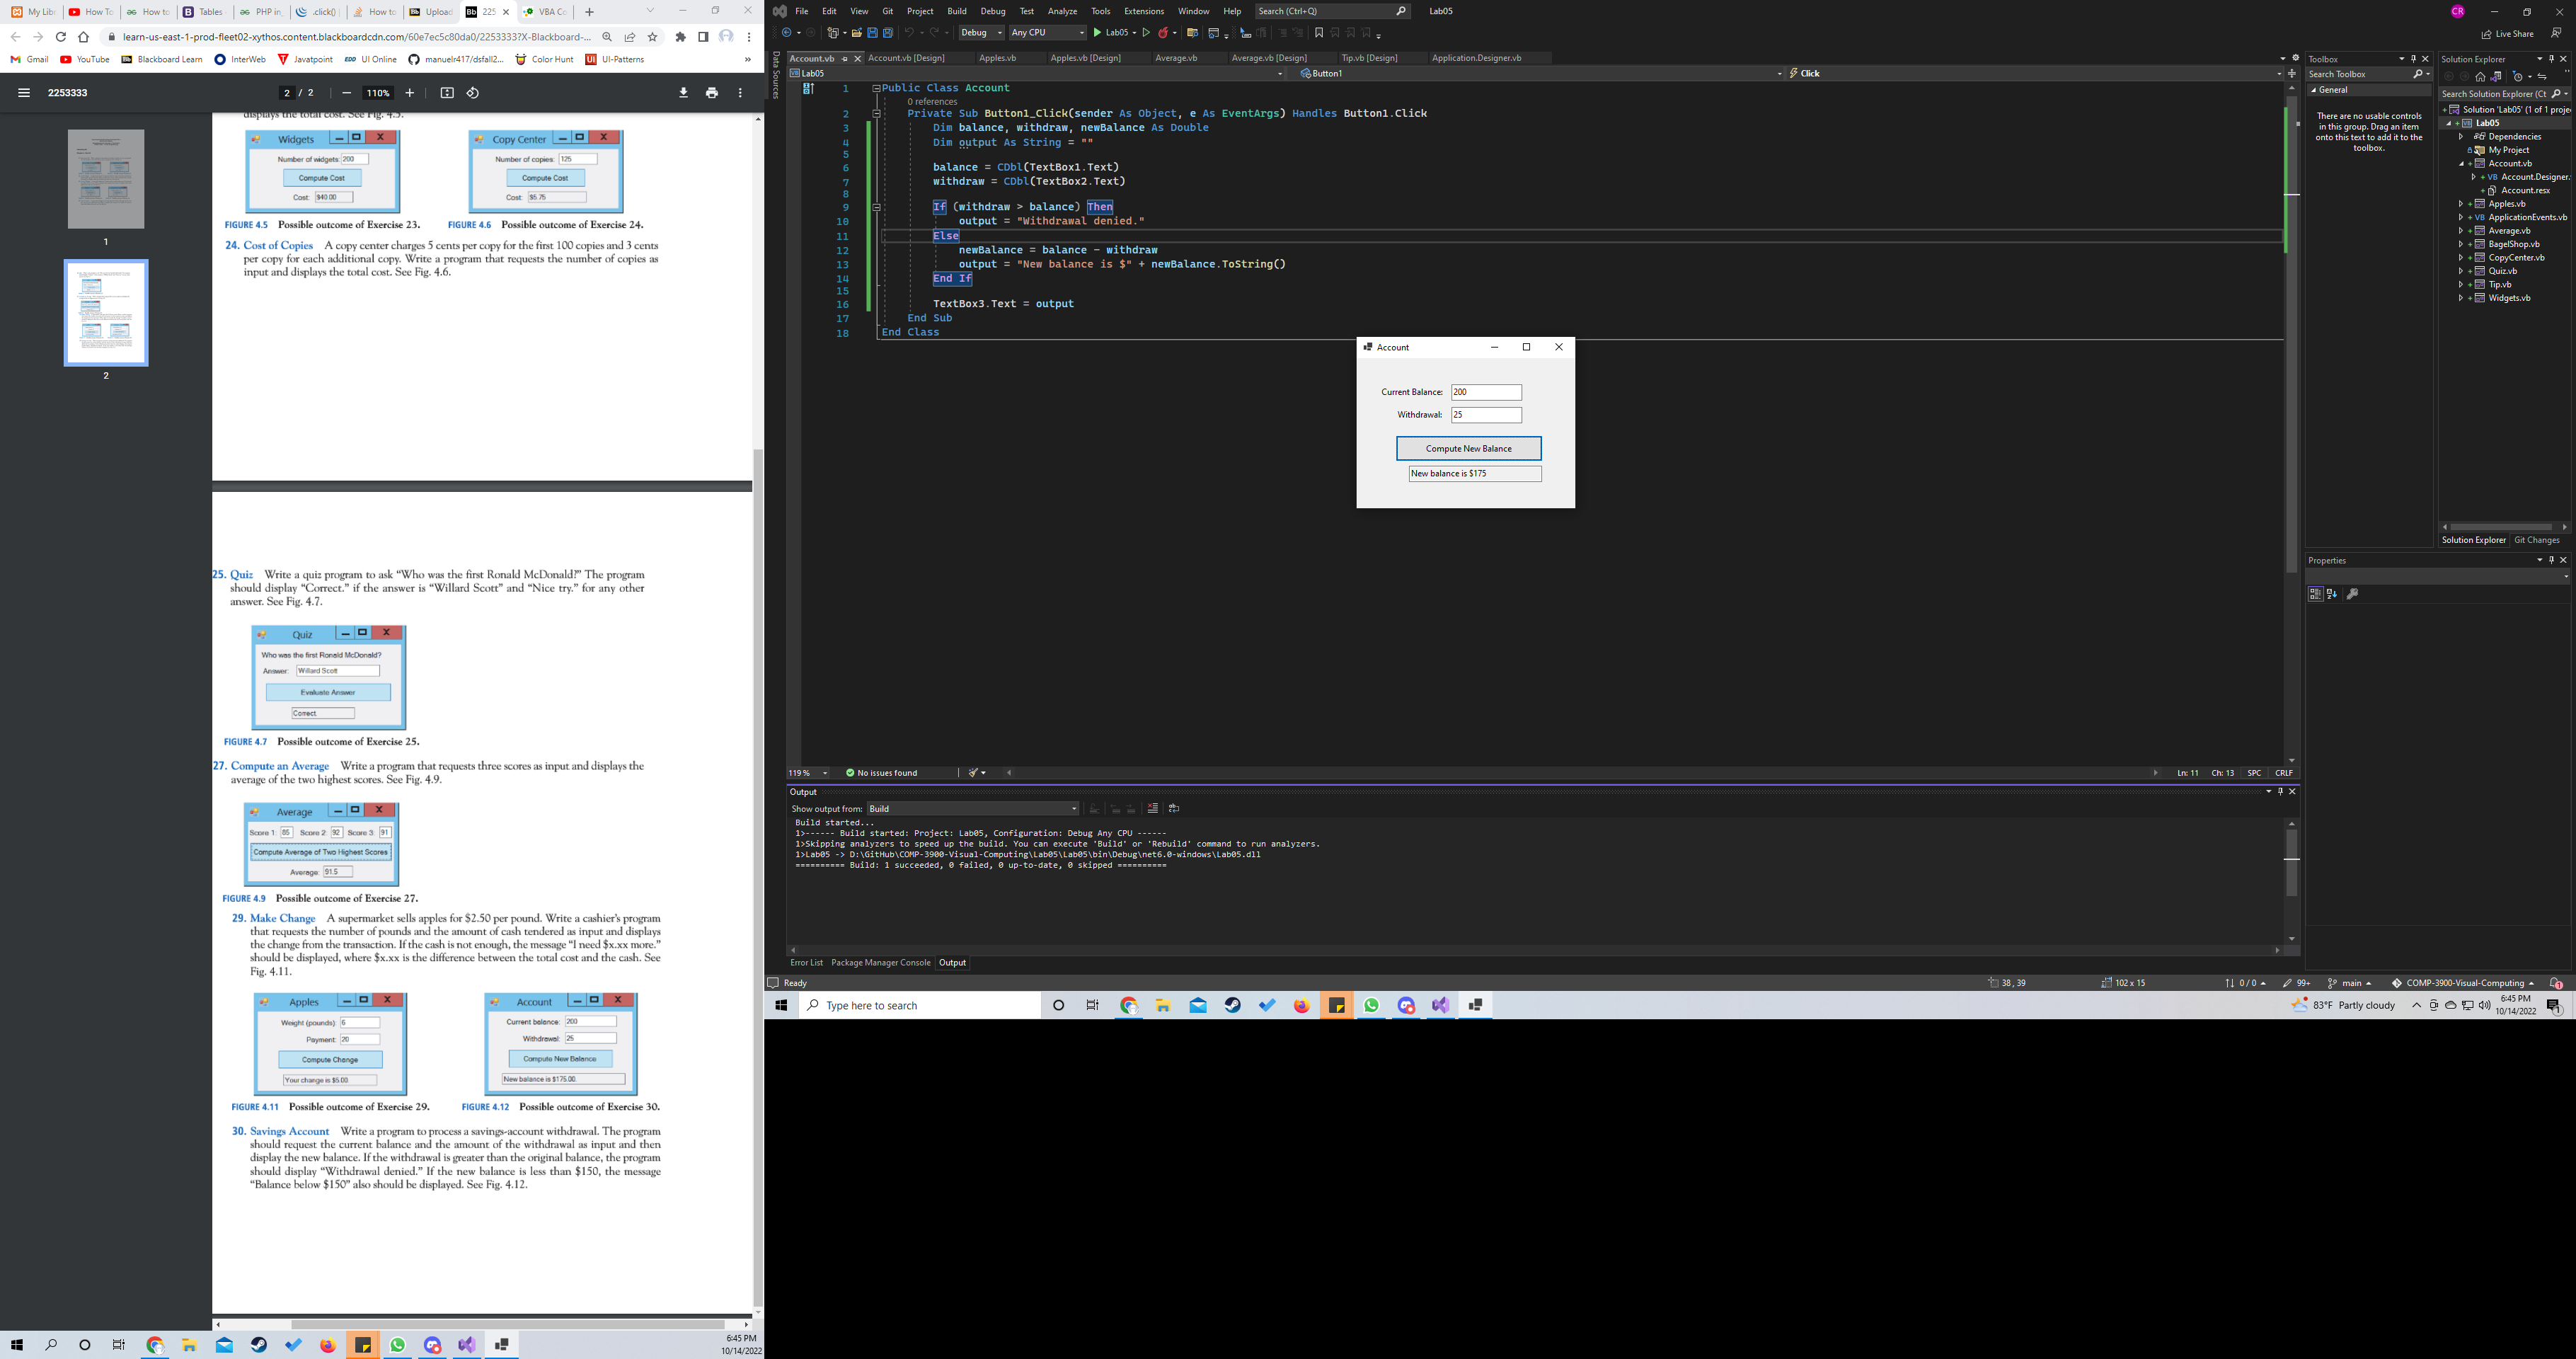 My Lib
How To
How to
Tables
PHP in
.click()
How to
Upload
225
VBA Co
learn-us-east-1-prod-fleet02-xythos.content.blackboardcdn.com/60e7ec5c80da0/2253333?X-Blackboard-...
Gmail
YouTube
Blackboard Learn
InterWeb
Javatpoint
UI Online
manuelr417/dsfall2...
Color Hunt
UI-Patterns
2253333
2 / 2
110%
1
2
displays the total cost. See Fig. 4.5.
Widgets
Number of widgets: 200
Compute Cost
Cost: $40.00
Copy Center
Number of copies: 125
Compute Cost
Cost: $5.75
FIGURE 4.5 Possible outcome of Exercise 23.
FIGURE 4.6 Possible outcome of Exercise 24.
24. Cost of Copies A copy center charges 5 cents per copy for the first 100 copies and 3 cents
per copy for each additional copy. Write a program that requests the number of copies as
input and displays the total cost. See Fig. 4.6.
25. Quiz Write a quiz program to ask “Who was the first Ronald McDonald?” The program
should display “Correct.” if the answer is “Willard Scott” and “Nice try.” for any other
answer. See Fig. 4.7.
Quiz
Who was the first Ronald McDonald?
Answer: Willard Scott
Evaluate Answer
Correct
FIGURE 4.7 Possible outcome of Exercise 25.
27. Compute an Average Write a program that requests three scores as input and displays the
average of the two highest scores. See Fig. 4.9.
Average
Score 1: 85 Score 2: 92 Score 3: 91
Compute Average of Two Highest Scores
Average: 91.5
FIGURE 4.9 Possible outcome of Exercise 27.
29. Make Change A supermarket sells apples for $2.50 per pound. Write a cashier’s program
that requests the number of pounds and the amount of cash tendered as input and displays
the change from the transaction. If the cash is not enough, the message “I need $x.xx more.”
should be displayed, where $x.xx is the difference between the total cost and the cash. See
Fig. 4.11.
Apples
Weight (pounds): 6
Payment: 20
Compute Change
Your change is $5.00.
Account
Current balance: 200
Withdrawal: 25
Compute New Balance
New balance is $175.00.
FIGURE 4.11 Possible outcome of Exercise 29.
FIGURE 4.12 Possible outcome of Exercise 30.
30. Savings Account Write a program to process a savings-account withdrawal. The program
should request the current balance and the amount of the withdrawal as input and then
display the new balance. If the withdrawal is greater than the original balance, the program
should display “Withdrawal denied.” If the new balance is less than $150, the message
“Balance below $150” also should be displayed. See Fig. 4.12.
6:45 PM
10/14/2022
File Edit View Git Project Build Debug Test Analyze Tools Extensions Window Help
Search (Ctrl+Q)
Lab05
CR
Debug
Any CPU
Lab05
Live Share
Data Sources
Account.vb
Account.vb [Design]
Apples.vb
Apples.vb [Design]
Average.vb
Average.vb [Design]
Tip.vb [Design]
Application.Designer.vb
Lab05
Button1
Click
1 Public Class Account
0 references
2 Private Sub Button1_Click(sender As Object, e As EventArgs) Handles Button1.Click
3 Dim balance, withdraw, newBalance As Double
4 Dim output As String = ""
5
6 balance = CDbl(TextBox1.Text)
7 withdraw = CDbl(TextBox2.Text)
8
9 If (withdraw > balance) Then
10 output = "Withdrawal denied."
11 Else
12 newBalance = balance - withdraw
13 output = "New balance is $" + newBalance.ToString()
14 End If
15
16 TextBox3.Text = output
17 End Sub
18 End Class
Account
Current Balance: 200
Withdrawal: 25
Compute New Balance
New balance is $175
119 %
No issues found
Ln: 11 Ch: 13 SPC CRLF
Output
Show output from: Build
Build started...
1>------ Build started: Project: Lab05, Configuration: Debug Any CPU ------
1>Skipping analyzers to speed up the build. You can execute 'Build' or 'Rebuild' command to run analyzers.
1>Lab05 -> D:\GitHub\COMP-3900-Visual-Computing\Lab05\Lab05\bin\Debug\net6.0-windows\Lab05.dll
========== Build: 1 succeeded, 0 failed, 0 up-to-date, 0 skipped ==========
Error List Package Manager Console Output
Ready
38, 39
102 x 15
0 / 0
99+
main
COMP-3900-Visual-Computing
1
Toolbox
Search Toolbox
General
There are no usable controls
in this group. Drag an item
onto this text to add it to the
toolbox.
Solution Explorer
Search Solution Explorer (Ct
Solution 'Lab05' (1 of 1 proje
Lab05
Dependencies
My Project
Account.vb
Account.Designer.
Account.resx
Apples.vb
ApplicationEvents.vb
Average.vb
BagelShop.vb
CopyCenter.vb
Quiz.vb
Tip.vb
Widgets.vb
Solution Explorer Git Changes
Properties
Type here to search
83°F Partly cloudy
6:45 PM
10/14/2022